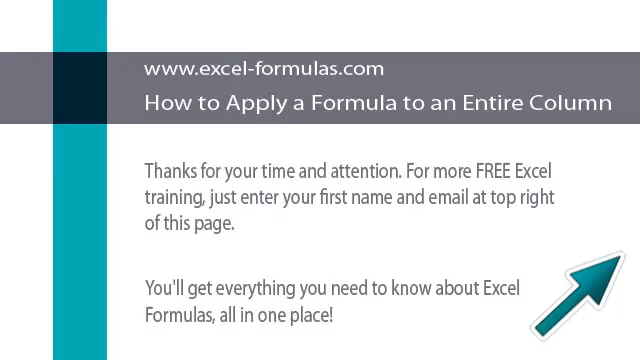 www.excel-formulas.com
How to Apply a Formula to an Entire Column
Thanks for your time and attention. For more FREE Excel
training, just enter your first name and email at top right
of this page.
You'll get everything you need to know about Excel
Formulas, all in one place!